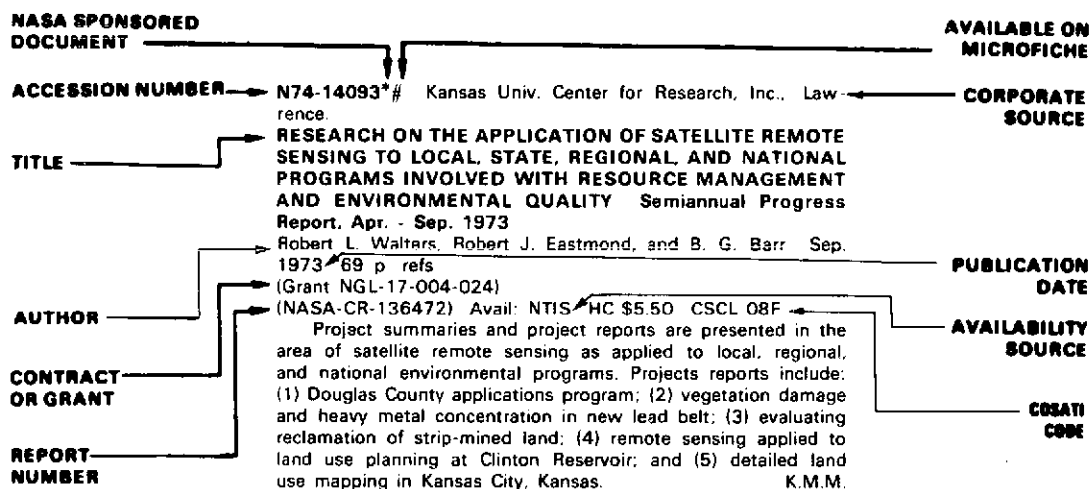 NASA SPONSORED
DOCUMENT
AVAILABLE ON
MICROFICHE
ACCESSION NUMBER
N74-14093*# Kansas Univ. Center for Research, Inc., Law-
rence.
CORPORATE
SOURCE
TITLE
RESEARCH ON THE APPLICATION OF SATELLITE REMOTE
SENSING TO LOCAL, STATE, REGIONAL, AND NATIONAL
PROGRAMS INVOLVED WITH RESOURCE MANAGEMENT
AND ENVIRONMENTAL QUALITY Semiannual Progress
Report, Apr. - Sep. 1973
AUTHOR
Robert L. Walters, Robert J. Eastmond, and B. G. Barr Sep.
1973 69 p refs
PUBLICATION
DATE
CONTRACT
OR GRANT
(Grant NGL-17-004-024)
REPORT
NUMBER
(NASA-CR-136472) Avail: NTIS HC $5.50 CSCL 08F
AVAILABILITY
SOURCE
COSATI
CODE
Project summaries and project reports are presented in the
area of satellite remote sensing as applied to local, regional,
and national environmental programs. Projects reports include:
(1) Douglas County applications program; (2) vegetation damage
and heavy metal concentration in new lead belt; (3) evaluating
reclamation of strip-mined land; (4) remote sensing applied to
land use planning at Clinton Reservoir; and (5) detailed land
use mapping in Kansas City, Kansas. K.M.M.